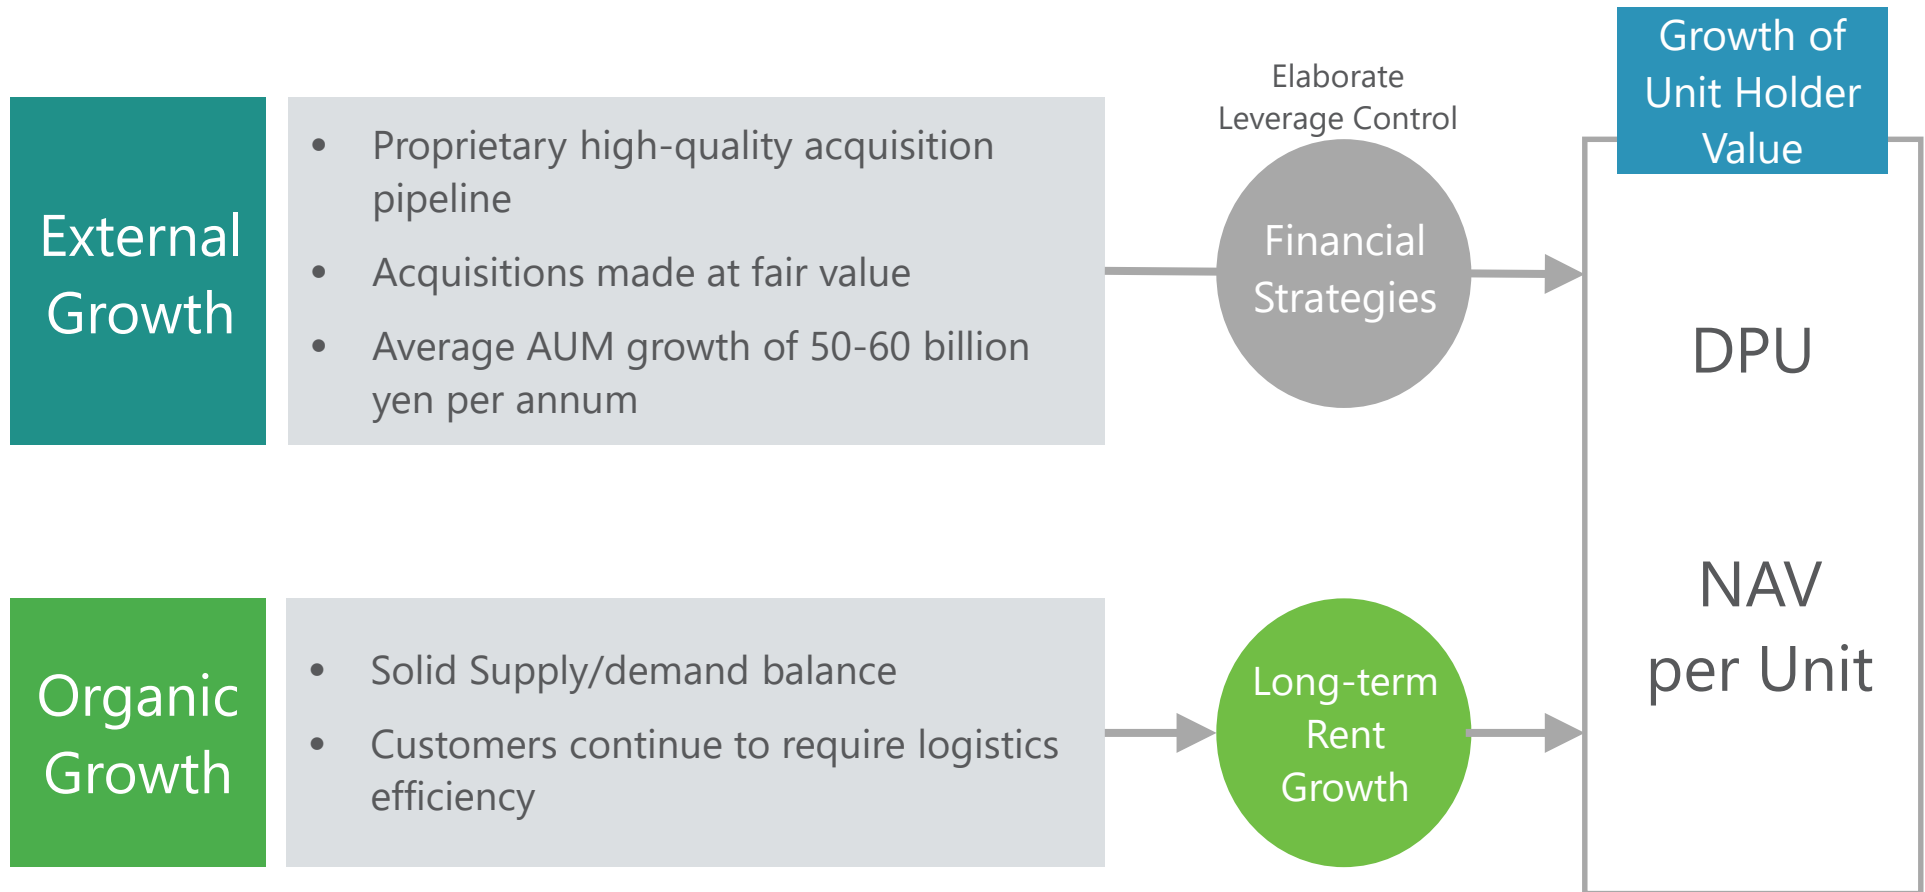 External
Growth
• Proprietary high-quality acquisition
pipeline
• Acquisitions made at fair value
• Average AUM growth of 50-60 billion
yen per annum
Elaborate
Leverage Control
Financial
Strategies
Organic
Growth
• Solid Supply/demand balance
• Customers continue to require logistics
efficiency
Long-term
Rent
Growth
Growth of
Unit Holder
Value
DPU
NAV
per Unit